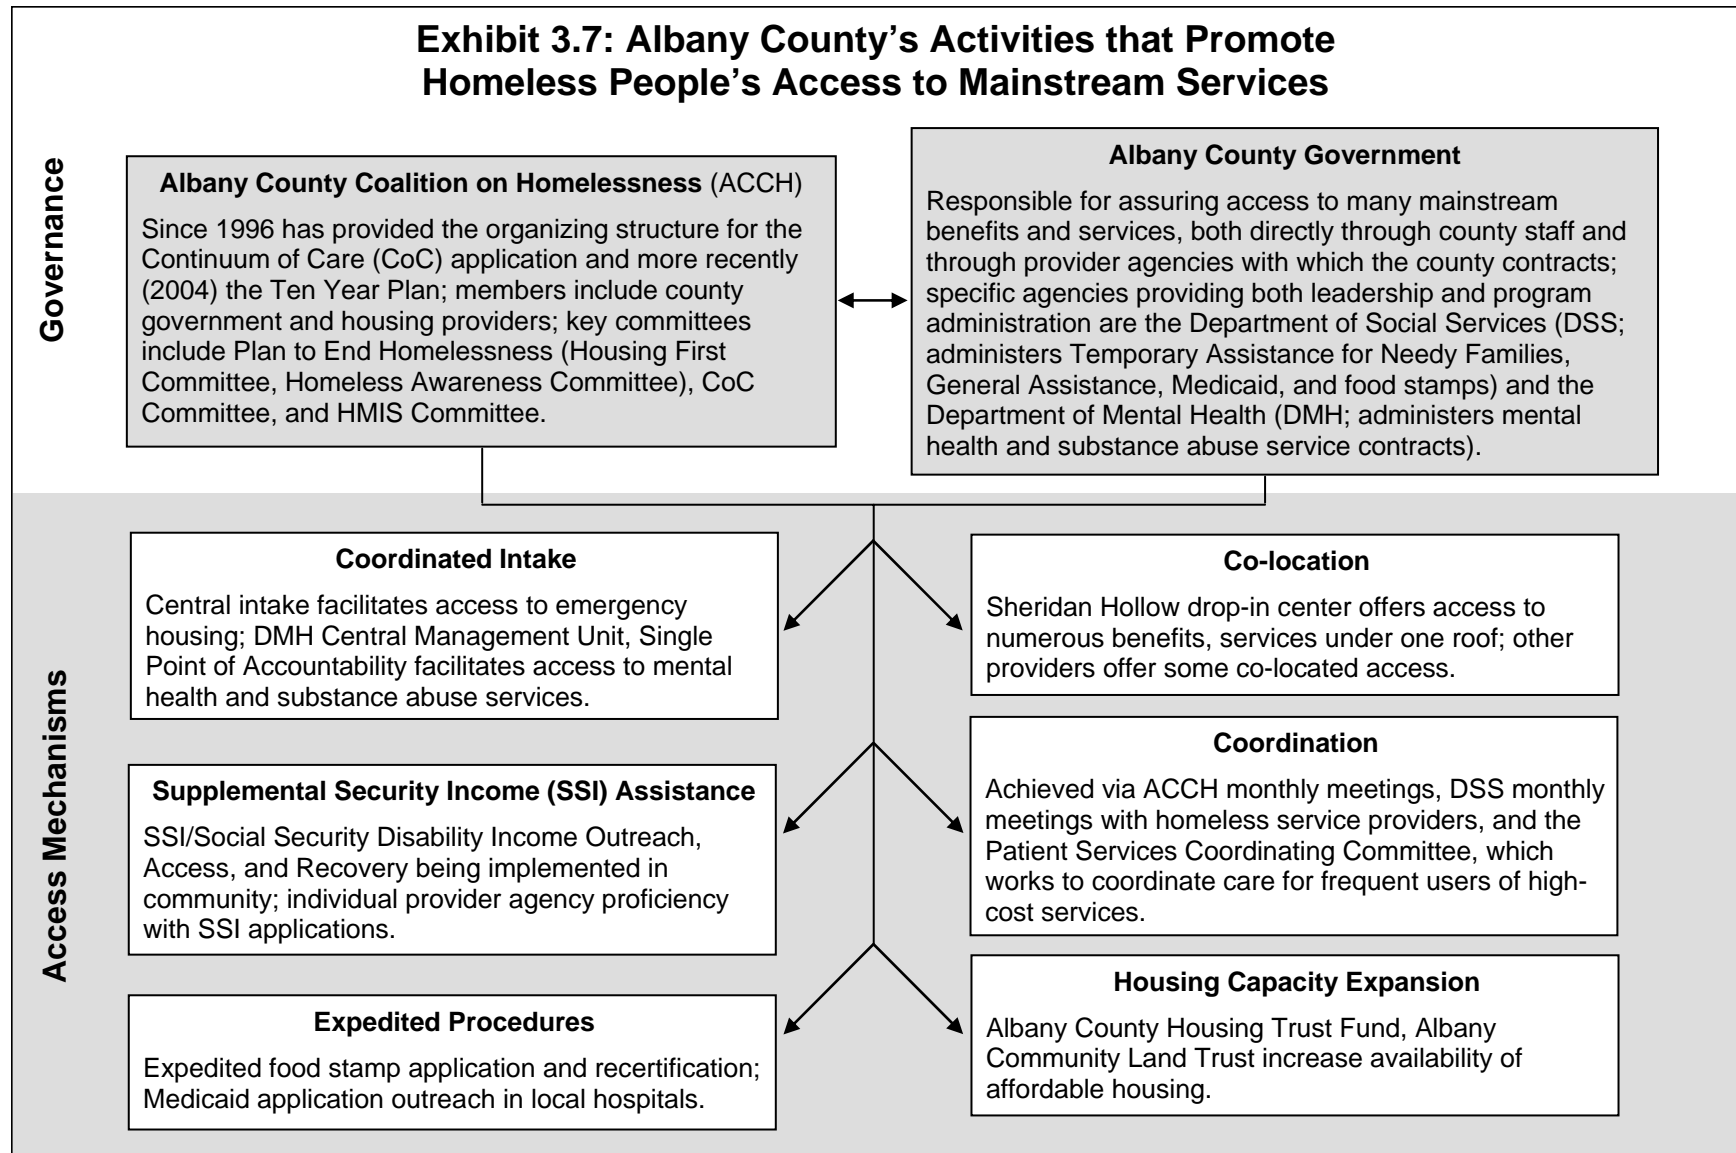 Exhibit 3.7: Albany County's Activities that Promote
Homeless People's Access to Mainstream Services
Governance
Albany County Coalition on Homelessness (ACCH)
Since 1996 has provided the organizing structure for the
Continuum of Care (CoC) application and more recently
(2004) the Ten Year Plan; members include county
government and housing providers; key committees
include Plan to End Homelessness (Housing First
Committee, Homeless Awareness Committee), CoC
Committee, and HMIS Committee.
Albany County Government
Responsible for assuring access to many mainstream
benefits and services, both directly through county staff and
through provider agencies with which the county contracts;
specific agencies providing both leadership and program
administration are the Department of Social Services (DSS;
administers Temporary Assistance for Needy Families,
General Assistance, Medicaid, and food stamps) and the
Department of Mental Health (DMH; administers mental
health and substance abuse service contracts).
Access Mechanisms
Coordinated Intake
Central intake facilitates access to emergency
housing; DMH Central Management Unit, Single
Point of Accountability facilitates access to mental
health and substance abuse services.
Co-location
Sheridan Hollow drop-in center offers access to
numerous benefits, services under one roof; other
providers offer some co-located access.
Supplemental Security Income (SSI) Assistance
SSI/Social Security Disability Income Outreach,
Access, and Recovery being implemented in
community; individual provider agency proficiency
with SSI applications.
Coordination
Achieved via ACCH monthly meetings, DSS monthly
meetings with homeless service providers, and the
Patient Services Coordinating Committee, which
works to coordinate care for frequent users of high-
cost services.
Expedited Procedures
Expedited food stamp application and recertification;
Medicaid application outreach in local hospitals.
Housing Capacity Expansion
Albany County Housing Trust Fund, Albany
Community Land Trust increase availability of
affordable housing.